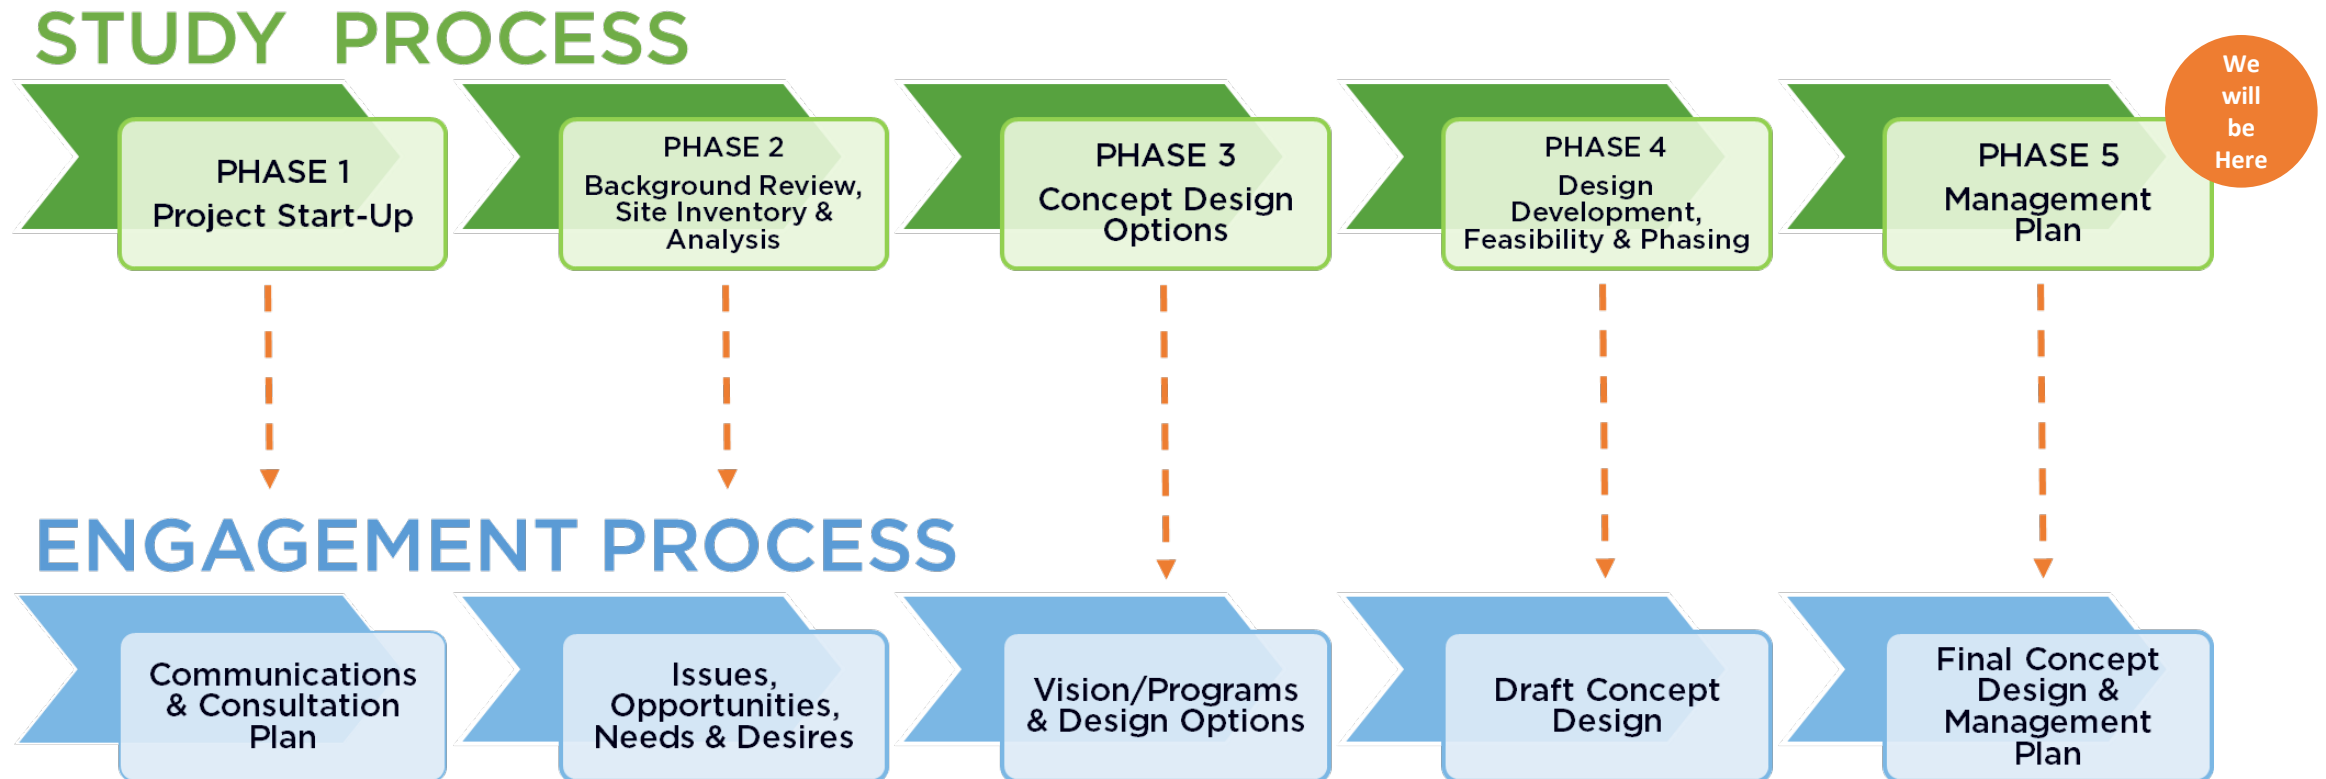 STUDY PROCESS
We
will
be
Here
PHASE 1
Project Start-Up
PHASE 2
Background Review,
Site Inventory &
Analysis
PHASE 3
Concept Design
Options
PHASE 4
Design
Development,
Feasibility & Phasing
PHASE 5
Management
Plan
ENGAGEMENT PROCESS
Communications
& Consultation
Plan
Issues,
Opportunities,
Needs & Desires
Vision/Programs
& Design Options
Draft Concept
Design
Final Concept
Design &
Management
Plan